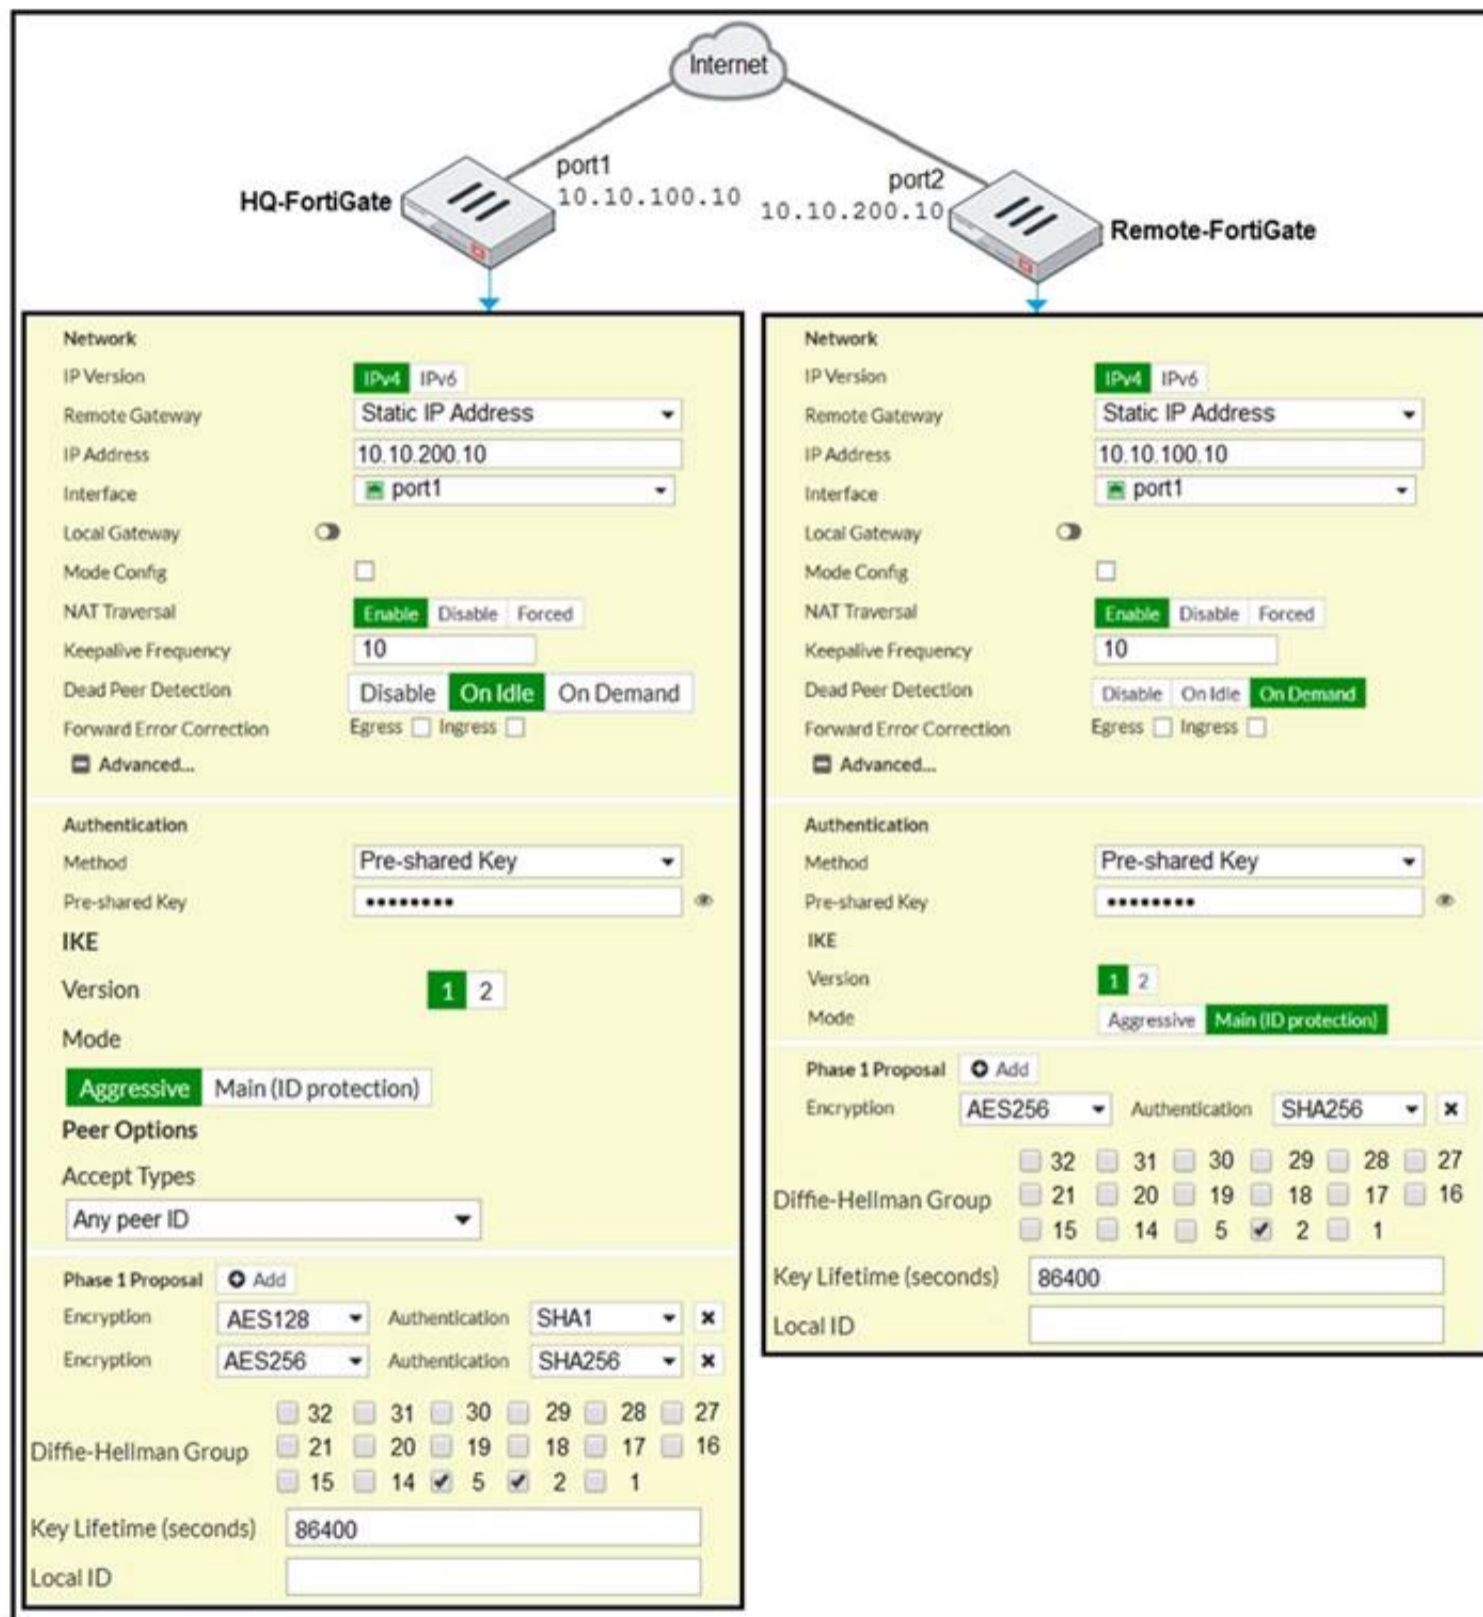 Internet
port1
10.10.100.10
HQ-FortiGate
port2
10.10.200.10
Remote-FortiGate
Network
IP Version IPv4 IPv6
Remote Gateway Static IP Address
IP Address 10.10.200.10
Interface port1
Local Gateway
Mode Config
NAT Traversal Enable Disable Forced
Keepalive Frequency 10
Dead Peer Detection Disable On Idle On Demand
Forward Error Correction Egress Ingress
Advanced...
Authentication
Method Pre-shared Key
Pre-shared Key ••••••••
IKE
Version 1 2
Mode
Aggressive Main (ID protection)
Peer Options
Accept Types
Any peer ID
Phase 1 Proposal Add
Encryption AES128 Authentication SHA1
Encryption AES256 Authentication SHA256
32 31 30 29 28 27
Diffie-Hellman Group 21 20 19 18 17 16
15 14 5 2 1
Key Lifetime (seconds) 86400
Local ID
Network
IP Version IPv4 IPv6
Remote Gateway Static IP Address
IP Address 10.10.100.10
Interface port1
Local Gateway
Mode Config
NAT Traversal Enable Disable Forced
Keepalive Frequency 10
Dead Peer Detection Disable On Idle On Demand
Forward Error Correction Egress Ingress
Advanced...
Authentication
Method Pre-shared Key
Pre-shared Key ••••••••
IKE
Version 1 2
Mode Aggressive Main (ID protection)
Phase 1 Proposal Add
Encryption AES256 Authentication SHA256
32 31 30 29 28 27
Diffie-Hellman Group 21 20 19 18 17 16
15 14 5 2 1
Key Lifetime (seconds) 86400
Local ID